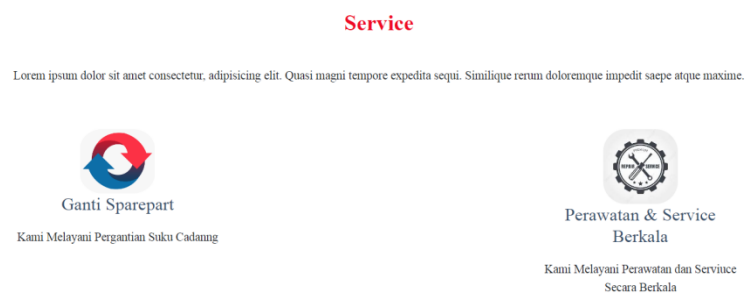 Service
Lorem ipsum dolor sit amet consectetur, adipisicing elit. Quasi magni tempore expedita sequi. Similique rerum doloremque impedit saepe atque maxime.
Ganti Sparepart
Kami Melayani Pergantian Suku Cadanng
REPAIR SERVICE
Perawatan & Service
Berkala
Kami Melayani Perawatan dan Serviuce
Secara Berkala